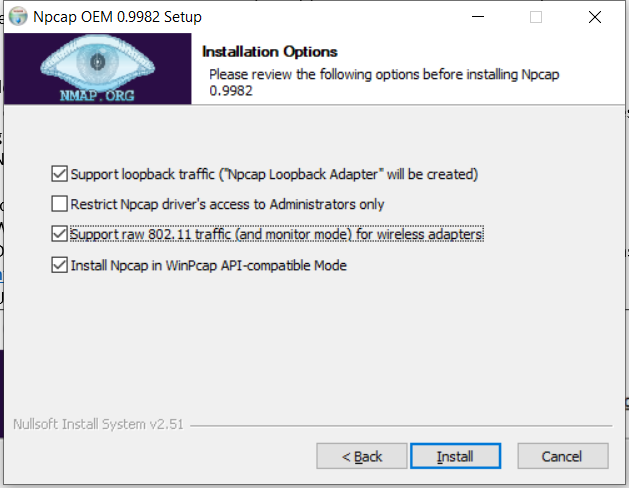 Npcap OEM 0.9982 Setup
NMAP.ORG
Installation Options
Please review the following options before installing Npcap
0.9982
Support loopback traffic ("Npcap Loopback Adapter" will be created)
Restrict Npcap driver's access to Administrators only
Support raw 802.11 traffic (and monitor mode) for wireless adapters
Install Npcap in WinPcap API-compatible Mode
Nullsoft Install System v2.51
< Back
Install
Cancel